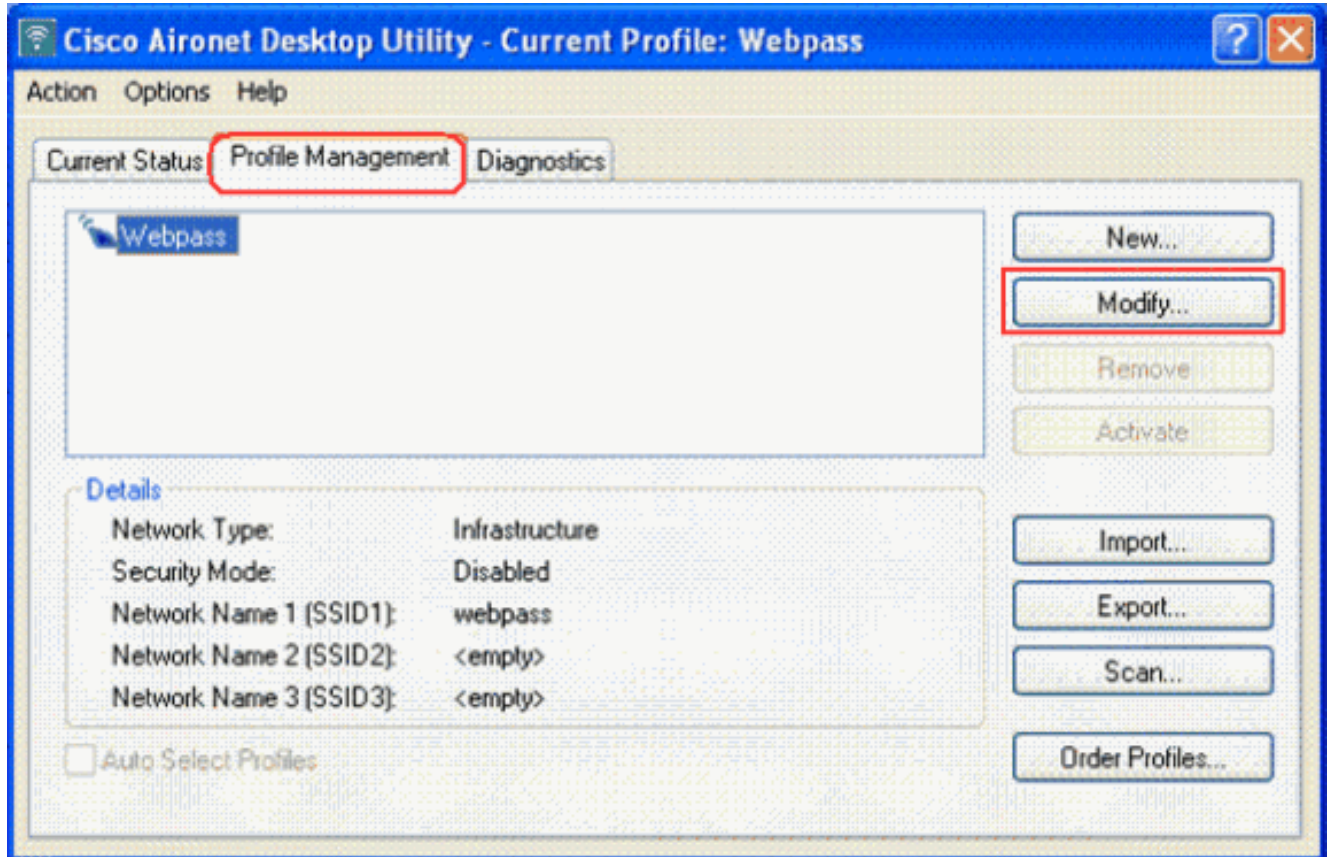 Cisco Aironet Desktop Utility - Current Profile: Webpass
?
Action Options Help
Current Status Profile Management Diagnostics
Webpass
New...
Modify...
Remove
Activate
Details
Network Type: Infrastructure
Security Mode: Disabled
Network Name 1 (SSID1): webpass
Network Name 2 (SSID2): <empty>
Network Name 3 (SSID3): <empty>
Import...
Export...
Scan...
Auto Select Profiles
Order Profiles...